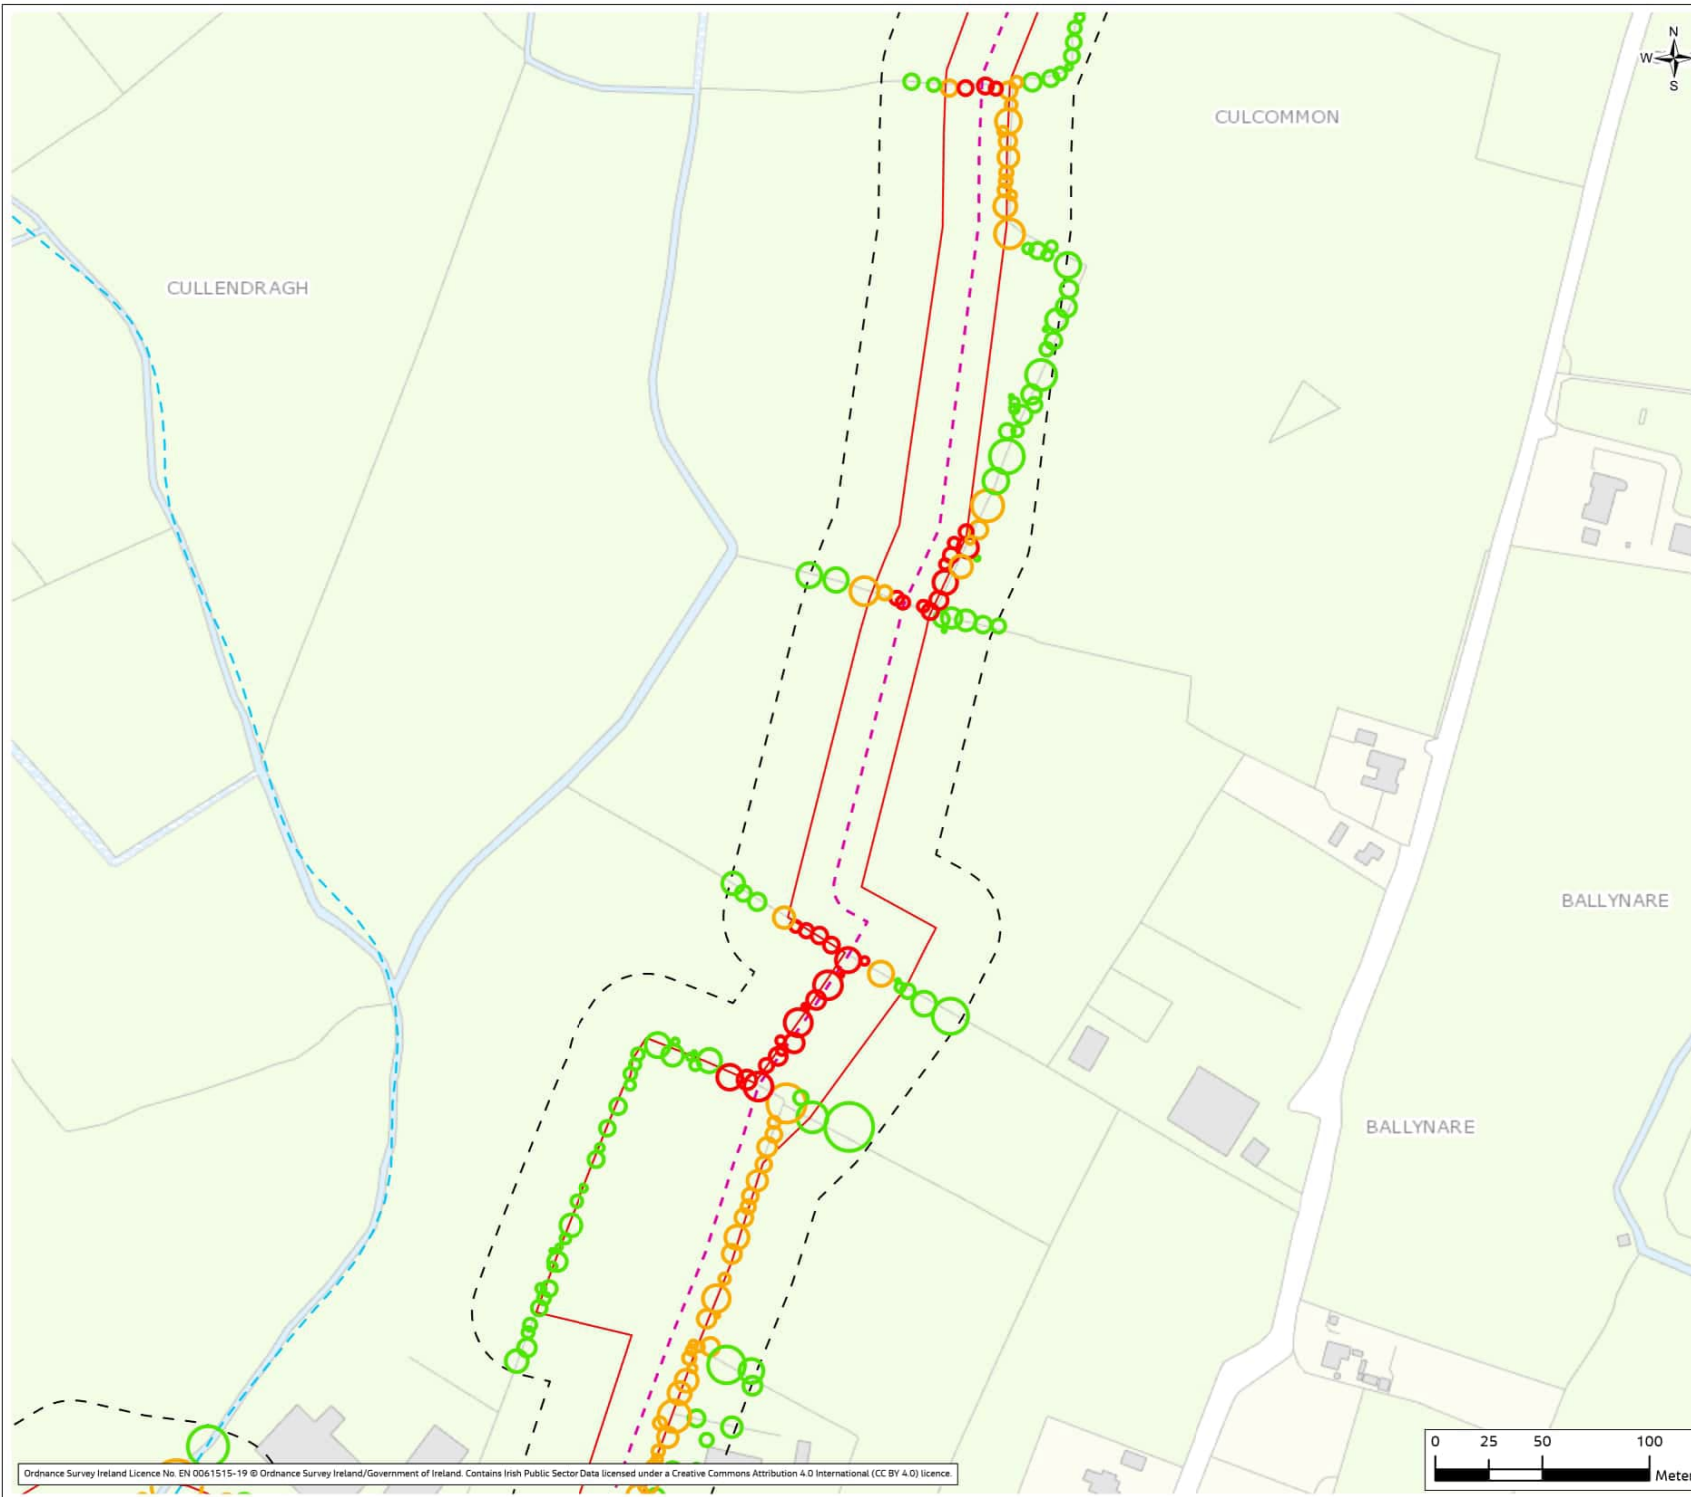 N
W
S
CULCOMMON
CULLENDRAGH
BALLYNARE
BALLYNARE
0 25 50 100
Meter
Ordnance Survey Ireland Licence No. EN 0061515-19 © Ordnance Survey Ireland/Government of Ireland. Contains Irish Public Sector Data licensed under a Creative Commons Attribution 4.0 International (CC BY 4.0) licence.